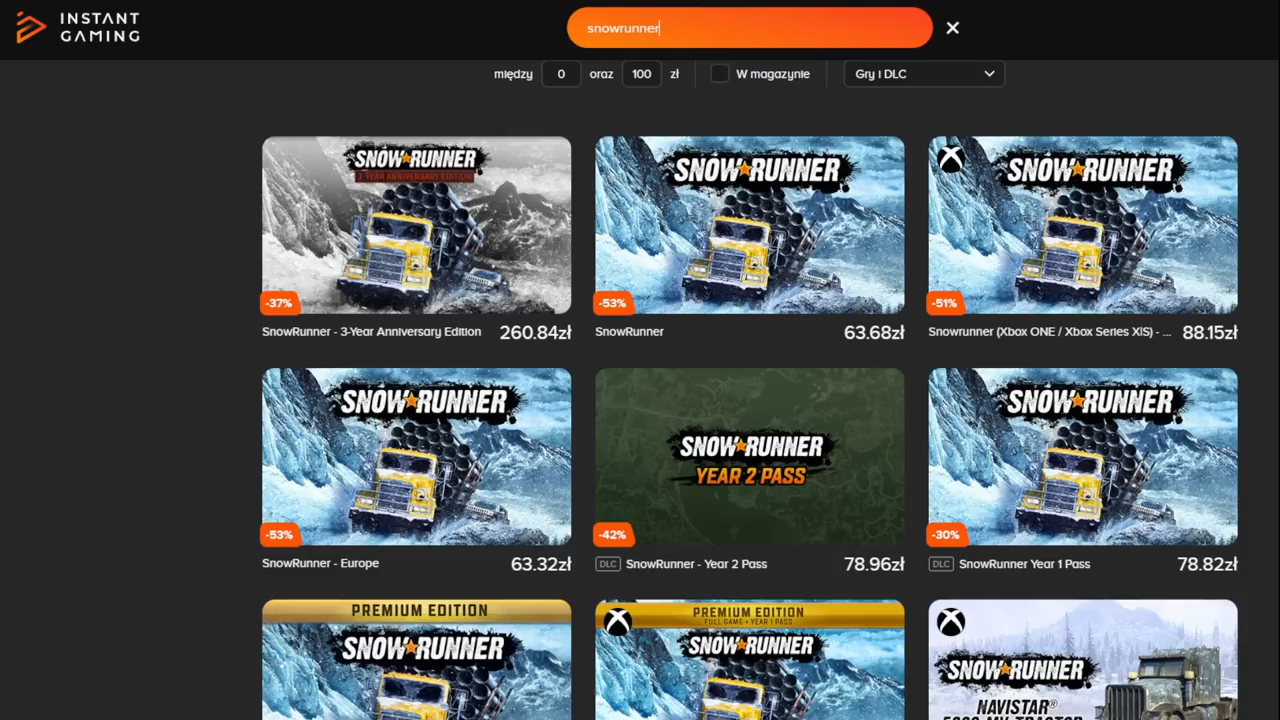 INSTANT
GAMING
snowrunner
między 0 oraz 100 zł W magazynie Gry i DLC
SNOWRUNNER
3-YEAR ANNIVERSARY EDITION
-37%
SnowRunner - 3-Year Anniversary Edition 260.84zł
SNOWRUNNER
-53%
SnowRunner 63.68zł
SNOWRUNNER
-51%
Snowrunner (Xbox ONE / Xbox Series X|S) - ... 88.15zł
SNOWRUNNER
-53%
SnowRunner - Europe 63.32zł
SNOWRUNNER
YEAR 2 PASS
-42%
DLC SnowRunner - Year 2 Pass 78.96zł
SNOWRUNNER
-30%
DLC SnowRunner Year 1 Pass 78.82zł
PREMIUM EDITION
SNOWRUNNER
PREMIUM EDITION
FULL GAME + YEAR 1 PASS
SNOWRUNNER
SNOWRUNNER
NAVISTAR®
5000-MV TRACTOR